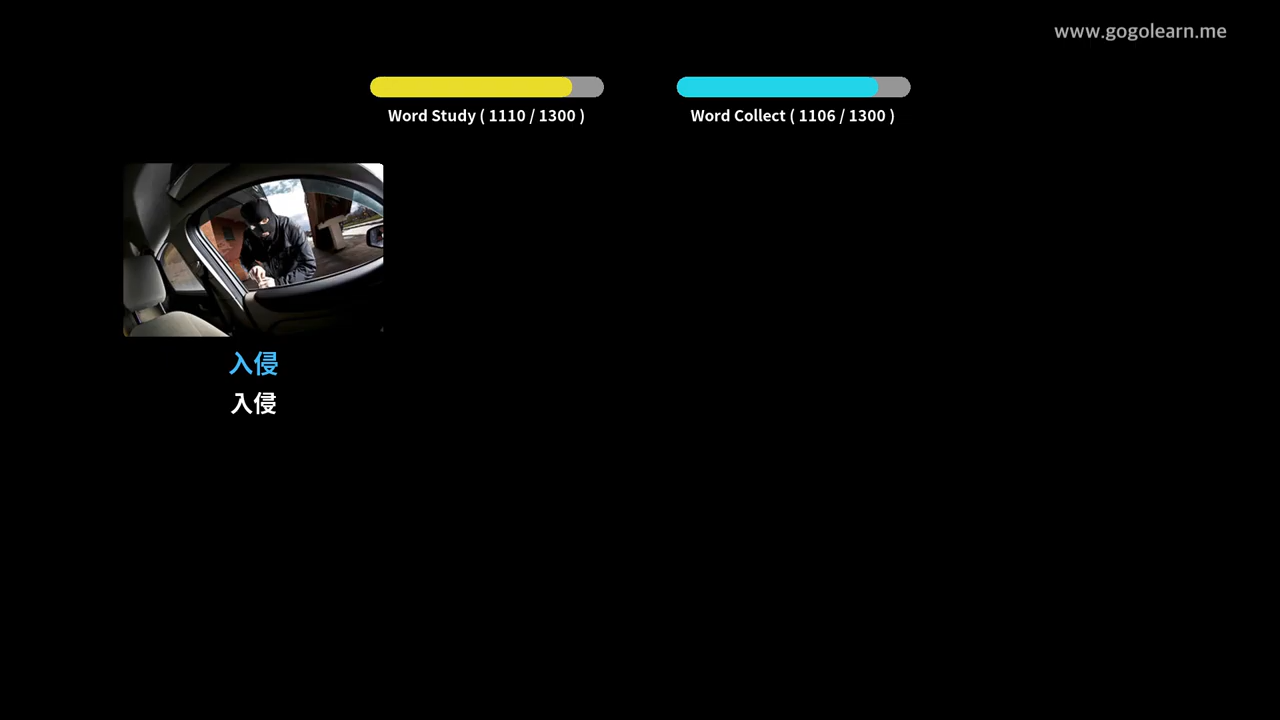 www.gogolearn.me
Word Study ( 1110 / 1300 )
Word Collect ( 1106 / 1300 )
入侵
入侵